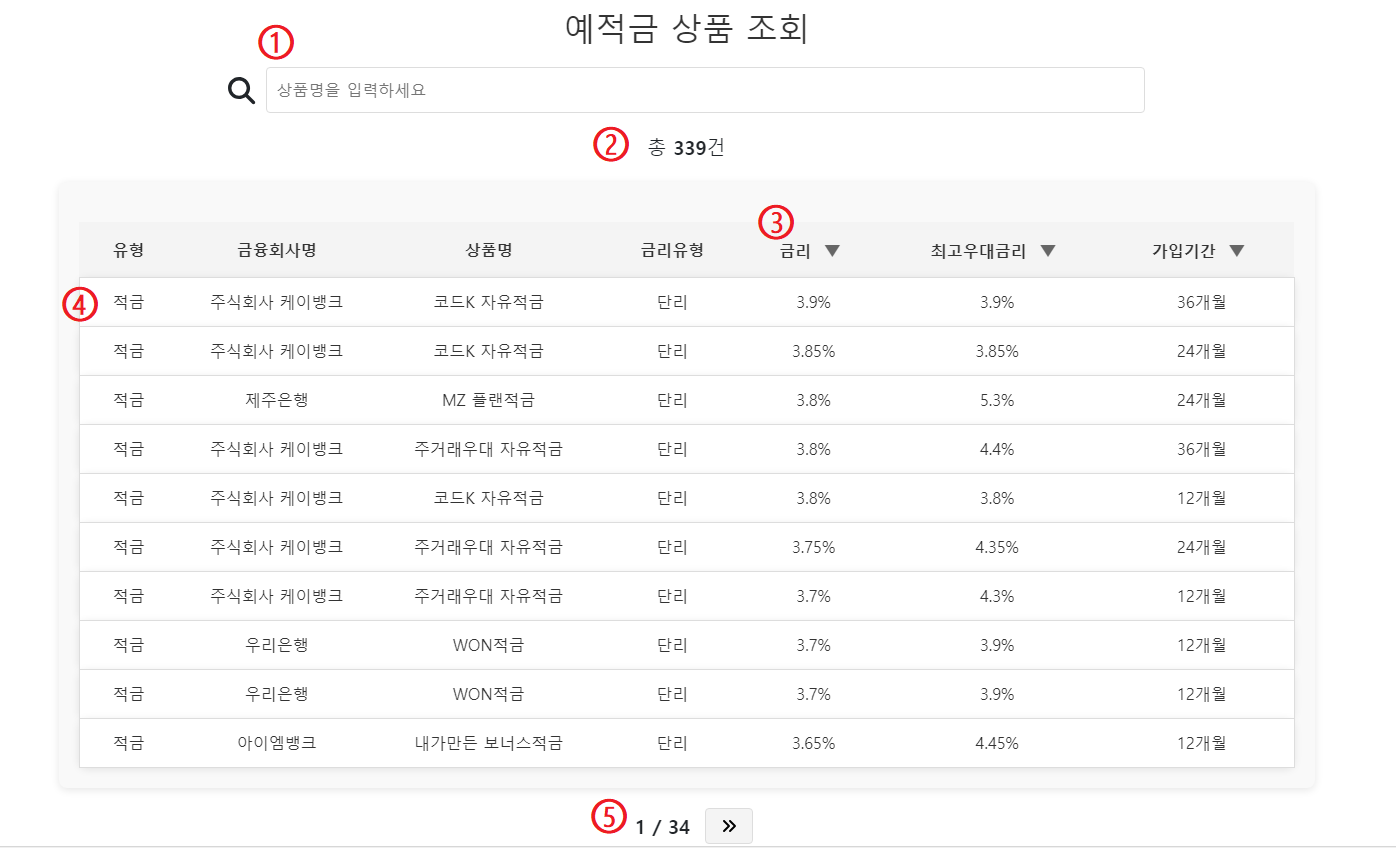 예적금 상품 조회
①
상품명을 입력하세요
② 총 339건
③
유형 금융회사명 상품명 금리유형 금리 ▼ 최고우대금리 ▼ 가입기간 ▼
④ 적금 주식회사 케이뱅크 코드K 자유적금 단리 3.9% 3.9% 36개월
적금 주식회사 케이뱅크 코드K 자유적금 단리 3.85% 3.85% 24개월
적금 제주은행 MZ 플랜적금 단리 3.8% 5.3% 24개월
적금 주식회사 케이뱅크 주거래우대 자유적금 단리 3.8% 4.4% 36개월
적금 주식회사 케이뱅크 코드K 자유적금 단리 3.8% 3.8% 12개월
적금 주식회사 케이뱅크 주거래우대 자유적금 단리 3.75% 4.35% 24개월
적금 주식회사 케이뱅크 주거래우대 자유적금 단리 3.7% 4.3% 12개월
적금 우리은행 WON적금 단리 3.7% 3.9% 12개월
적금 우리은행 WON적금 단리 3.7% 3.9% 12개월
적금 아이엠뱅크 내가만든 보너스적금 단리 3.65% 4.45% 12개월
⑤ 1 / 34 »